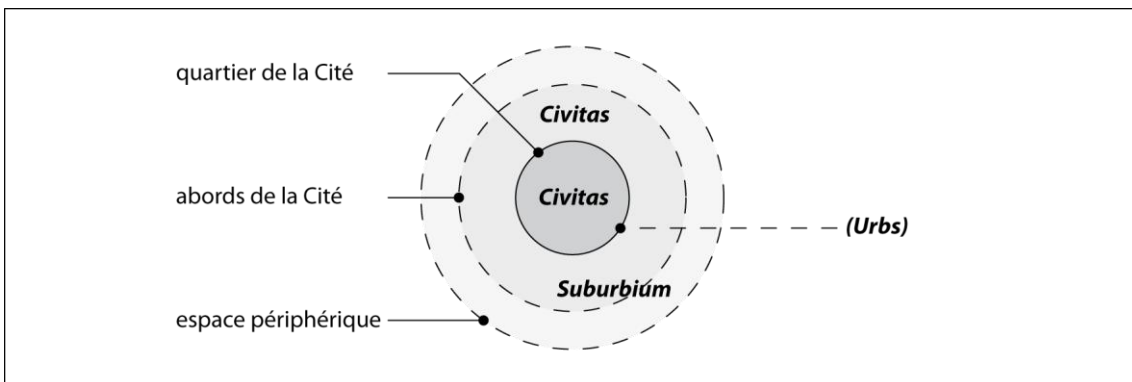 quartier de la Cité
Civitas
abords de la Cité
Civitas
(Urbs)
Suburbium
espace périphérique